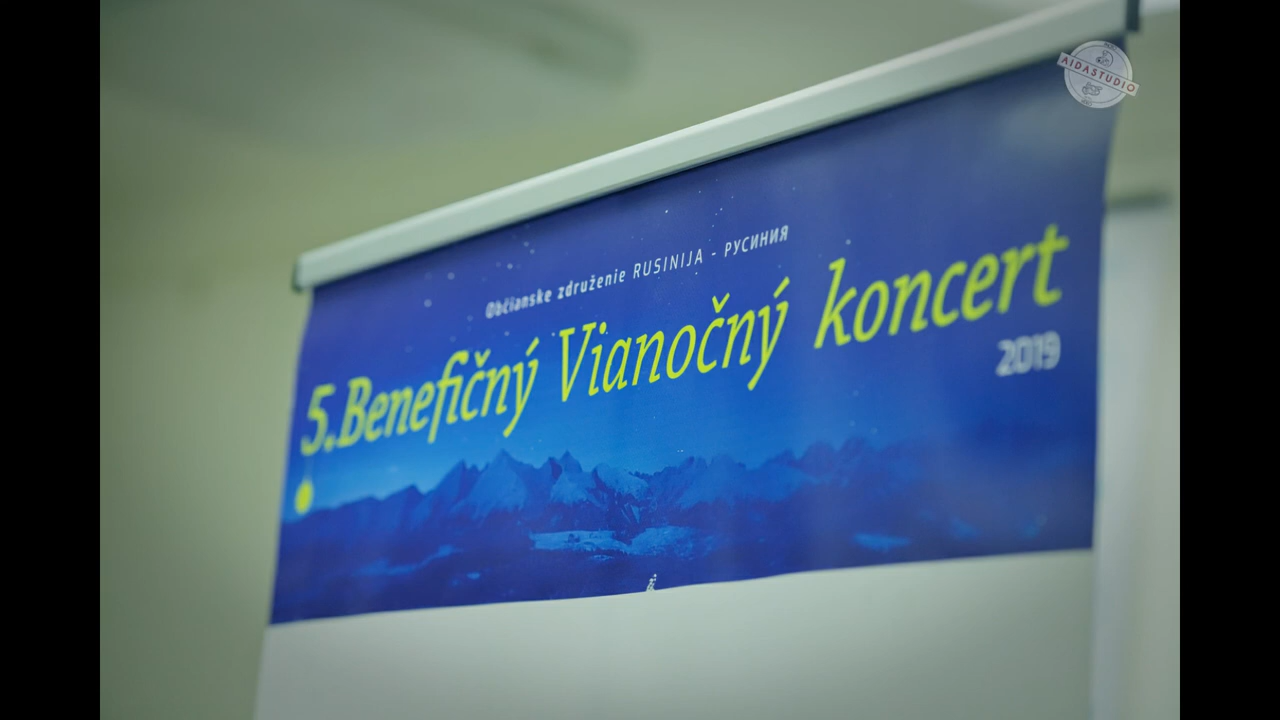 AIDASTUDIO
Občianske združenie RUSINIJA - РУСИНИЯ
5.Benefičný Vianočný koncert
2019